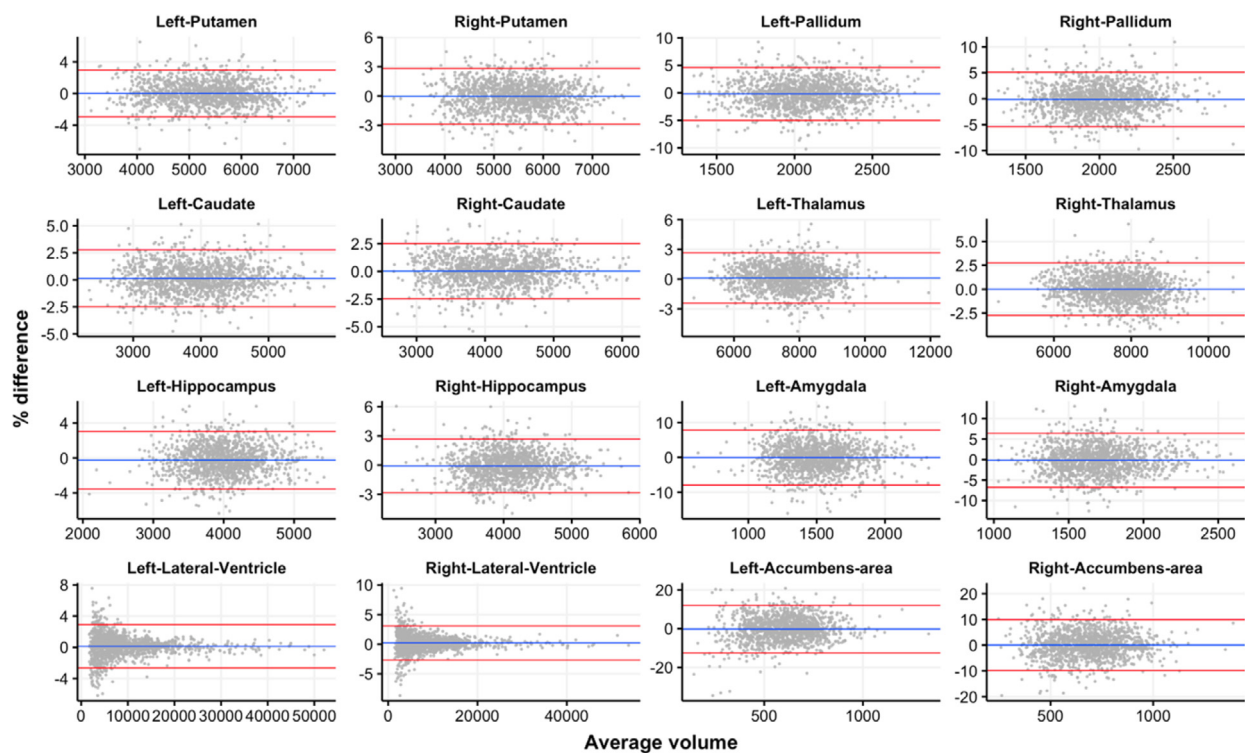 Left-Putamen
Right-Putamen
Left-Pallidum
Right-Pallidum
4
0
-4
3000 4000 5000 6000 7000
6
3
0
-3
3000 4000 5000 6000 7000
10
5
0
-5
-10
1500 2000 2500
10
5
0
-5
-10
1500 2000 2500
Left-Caudate
Right-Caudate
Left-Thalamus
Right-Thalamus
5.0
2.5
0.0
-2.5
-5.0
3000 4000 5000
2.5
0.0
-2.5
-5.0
3000 4000 5000 6000
6
3
0
-3
6000 8000 10000 12000
5.0
2.5
0.0
-2.5
6000 8000 10000
% difference
Left-Hippocampus
Right-Hippocampus
Left-Amygdala
Right-Amygdala
4
0
-4
2000 3000 4000 5000
6
3
0
-3
3000 4000 5000 6000
10
0
-10
1000 1500 2000
10
5
0
-5
-10
1000 1500 2000 2500
Left-Lateral-Ventricle
Right-Lateral-Ventricle
Left-Accumbens-area
Right-Accumbens-area
8
4
0
-4
0 10000 20000 30000 40000 50000
10
5
0
-5
0 20000 40000
20
0
-20
500 1000
20
10
0
-10
-20
500 1000
Average volume